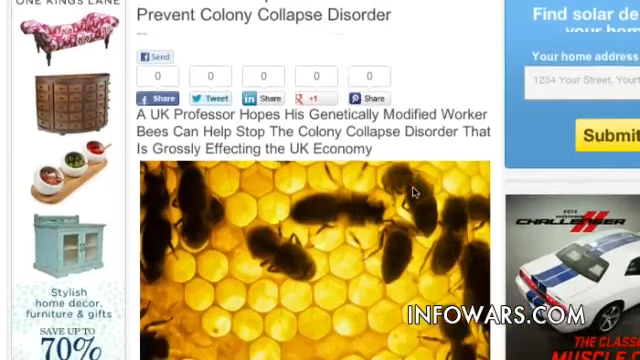 ONE KINGS LANE
Prevent Colony Collapse Disorder
Send
0
0
0
0
0
Share
Tweet
Share
+1
Share
A UK Professor Hopes His Genetically Modified Worker
Bees Can Help Stop The Colony Collapse Disorder That
Is Grossly Effecting the UK Economy
Stylish
home decor,
furniture & gifts
SAVE UP TO
70%
Find solar de
Your home address
1234 Your Street, Your
Submit
CHALLENGER
INFOWARS.COM
THE CLASS
MUSCLE